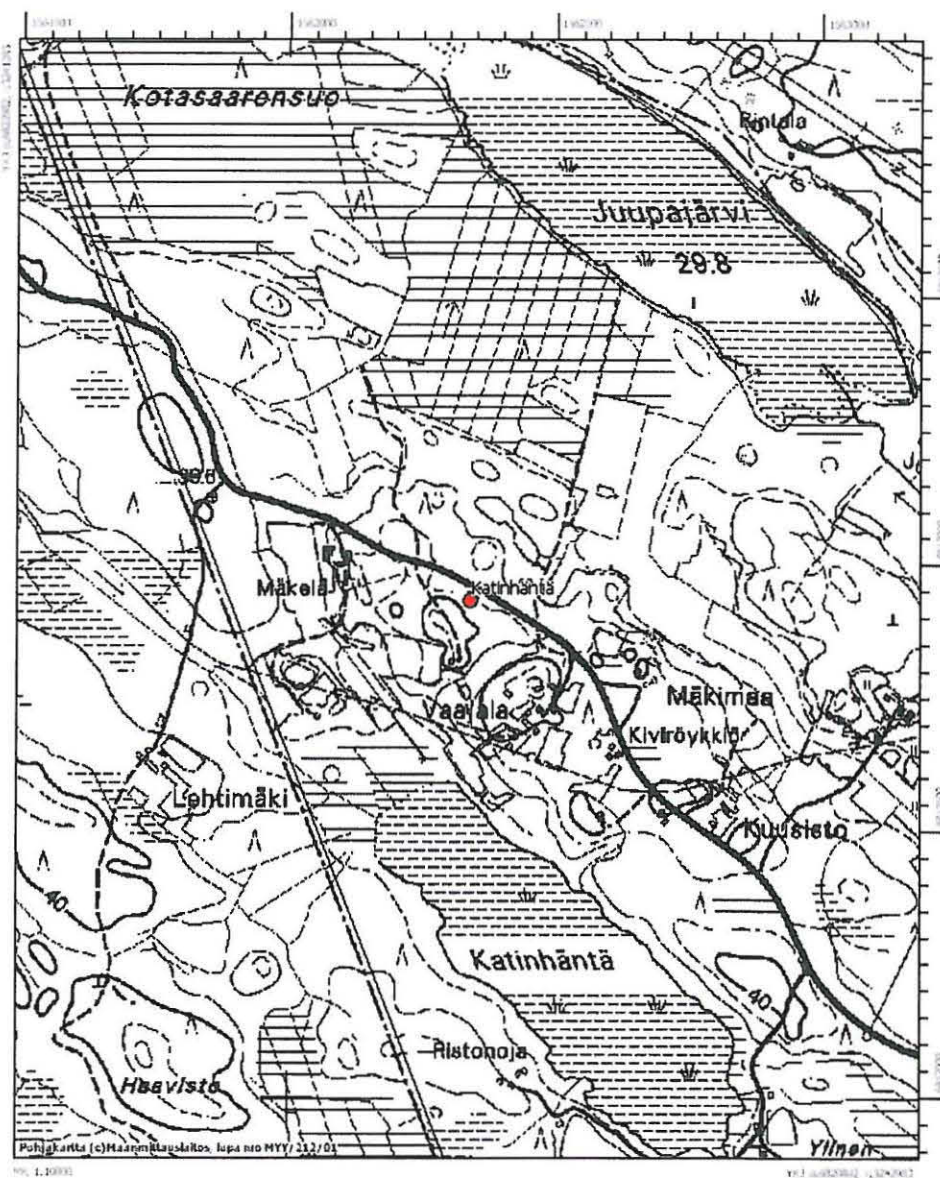 1562000
Kotasaarensuo
Rintala
Juupajärvi
29.8
Mäkelä
Katinhäntä
Vaarala
Mäkimaa
Kiviröykkiö
Lehtimäki
Kuusisto
40
Katinhäntä
40
Ristonoja
Haavisto
Pohjakartta (c)Maanmittauslaitos, lupa nro MYY/212/01
Ylinen